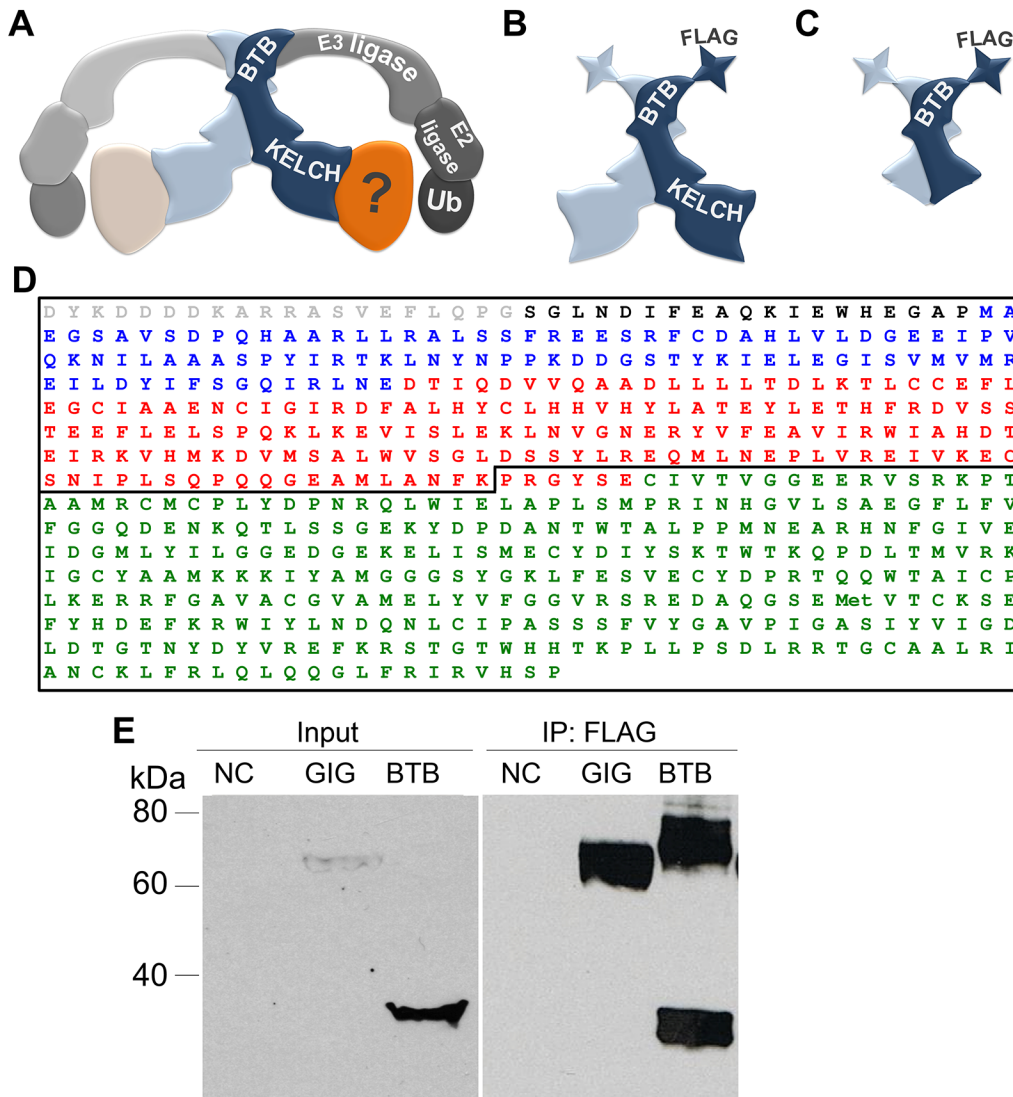 A
BTB
E3 ligase
E2 ligase
KELCH
?
Ub
B
FLAG
BTB
KELCH
C
FLAG
BTB
D
D Y K D D D D K A R R A S V E F L Q P G S G L N D I F E A Q K I E W H E G A P M A
E G S A V S D P Q H A A R L L R A L S S F R E E S R F C D A H L V L D G E E I P V
Q K N I L A A A S P Y I R T K L N Y N P P K D D G S T Y K I E L E G I S V M V M R
E I L D Y I F S G Q I R L N E D T I Q D V V Q A A D L L L L T D L K T L C C E F L
E G C I A A E N C I G I R D F A L H Y C L H H V H Y L A T E Y L E T H F R D V S S
T E E F L E L S P Q K L K E V I S L E K L N V G N E R Y V F E A V I R W I A H D T
E I R K V H M K D V M S A L W V S G L D S S Y L R E Q M L N E P L V R E I V K E C
S N I P L S Q P Q Q G E A M L A N F K P R G Y S E C I V T V G G E E R V S R K P T
A A M R C M C P L Y D P N R Q L W I E L A P L S M P R I N H G V L S A E G F L F V
F G G Q D E N K Q T L S S G E K Y D P D A N T W T A L P P M N E A R H N F G I V E
I D G M L Y I L G G E D G E K E L I S M E C Y D I Y S K T W T K Q P D L T M V R K
I G C Y A A M K K K I Y A M G G G S Y G K L F E S V E C Y D P R T Q Q W T A I C P
L K E R R F G A V A C G V A M E L Y V F G G V R S R E D A Q G S E Met V T C K S E
F Y H D E F K R W I Y L N D Q N L C I P A S S S F V Y G A V P I G A S I Y V I G D
L D T G T N Y D Y V R E F K R S T G T W H H T K P L L P S D L R R T G C A A L R I
A N C K L F R L Q L Q Q G L F R I R V H S P
E
Input
IP: FLAG
kDa
NC GIG BTB
NC GIG BTB
80
60
40